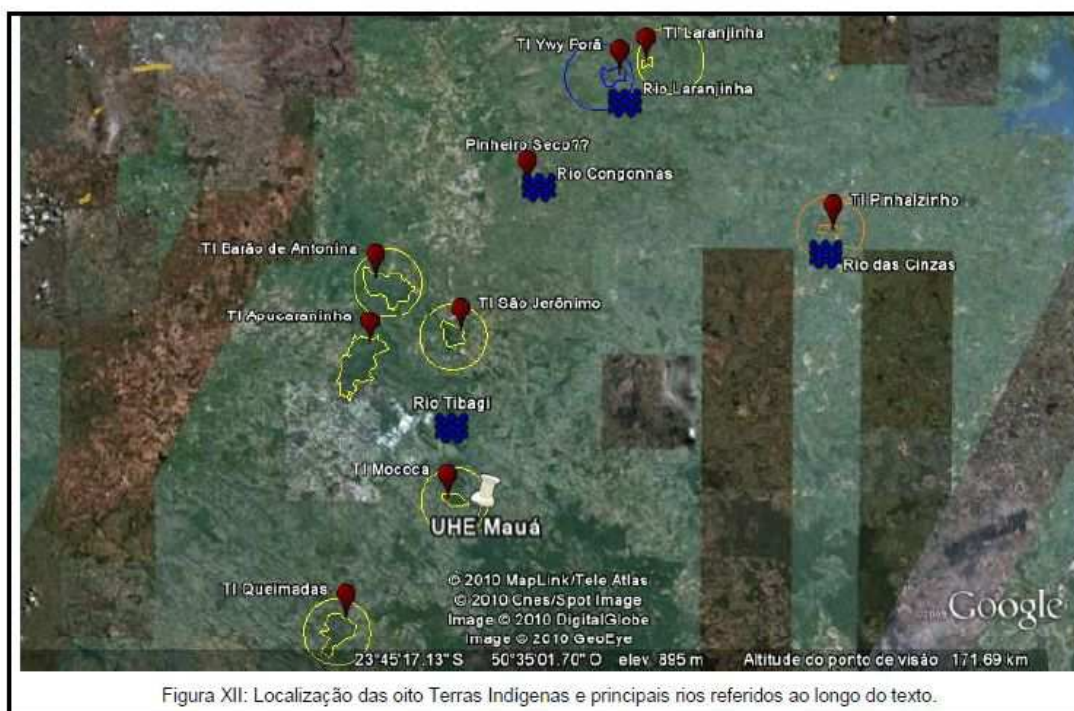 TI Laranjinha
TI Ywy Porã
Rio Laranjinha
Pinheiro Seco??
Rio Congonhas
TI Pinhalzinho
TI Barão de Antonina
Rio das Cinzas
TI São Jerônimo
TI Apucaraninha
Rio Tibagi
TI Mococa
UHE Mauá
TI Queimadas
© 2010 MapLink/Tele Atlas
© 2010 Cnes/Spot Image
Image © 2010 DigitalGlobe
Image © 2010 GeoEye
Google
23°45'17.13" S 50°35'01.70" O elev. 895 m Altitude do ponto de visão 171.69 km
Figura XII: Localização das oito Terras Indígenas e principais rios referidos ao longo do texto.